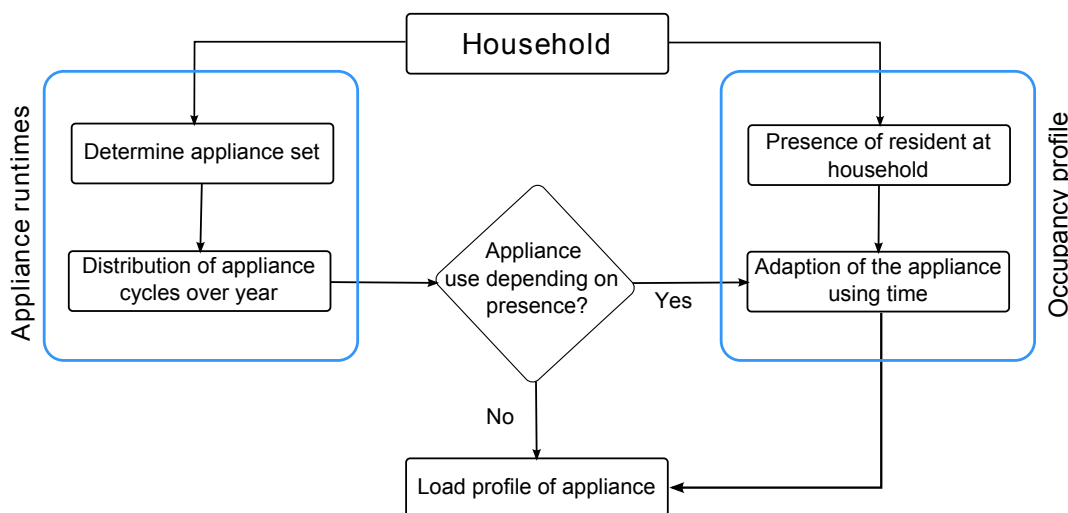 Household
Appliance runtimes
Determine appliance set
Distribution of appliance
cycles over year
Appliance
use depending on
presence?
Yes
No
Presence of resident at
household
Adaption of the appliance
using time
Occupancy profile
Load profile of appliance